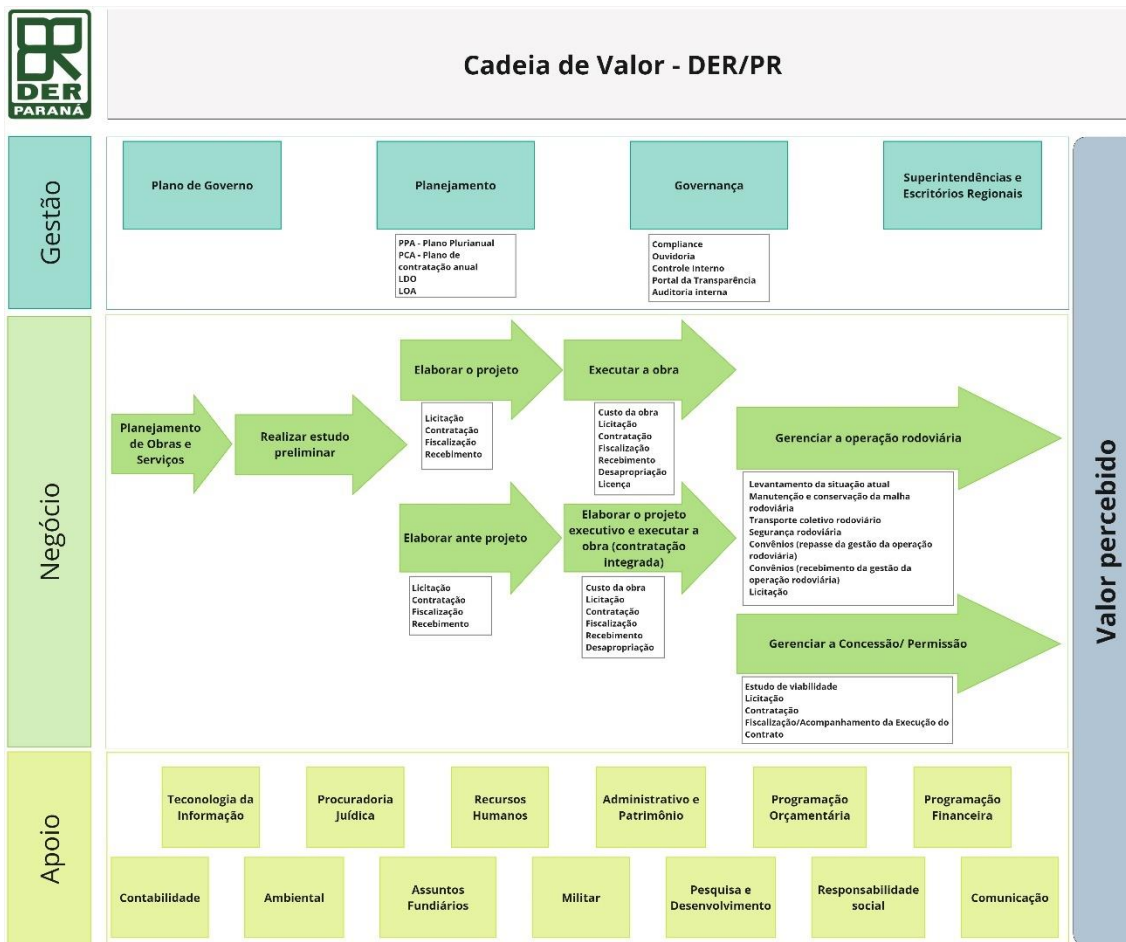 DER
PARANÁ
Cadeia de Valor - DER/PR
Gestão
Plano de Governo
Planejamento
PPA - Plano Plurianual
PCA - Plano de
contratação anual
LDO
LOA
Governança
Compliance
Ouvidoria
Controle Interno
Portal da Transparência
Auditoria interna
Superintendências e
Escritórios Regionais
Negócio
Planejamento
de Obras e
Serviços
Realizar estudo
preliminar
Elaborar o projeto
Licitação
Contratação
Fiscalização
Recebimento
Executar a obra
Custo da obra
Licitação
Contratação
Fiscalização
Recebimento
Desapropriação
Licença
Elaborar ante projeto
Licitação
Contratação
Fiscalização
Recebimento
Elaborar o projeto
executivo e executar a
obra (contratação
integrada)
Custo da obra
Licitação
Contratação
Fiscalização
Recebimento
Desapropriação
Gerenciar a operação rodoviária
Levantamento da situação atual
Manutenção e conservação da malha
rodoviária
Transporte coletivo rodoviário
Segurança rodoviária
Convênios (repasse da gestão da operação
rodoviária)
Convênios (recebimento da gestão da
operação rodoviária)
Licitação
Gerenciar a Concessão/ Permissão
Estudo de viabilidade
Licitação
Contratação
Fiscalização/Acompanhamento da Execução do
Contrato
Apoio
Teconologia da
Informação
Procuradoria
Juídica
Recursos
Humanos
Administrativo e
Patrimônio
Programação
Orçamentária
Programação
Financeira
Contabilidade
Ambiental
Assuntos
Fundiários
Militar
Pesquisa e
Desenvolvimento
Responsabilidade
social
Comunicação
Valor percebido